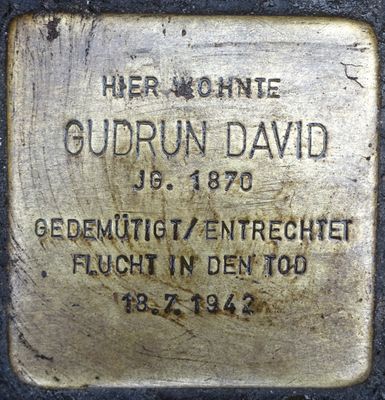 HIER WOHNTE
GUDRUN DAVID
JG. 1870
GEDEMÜTIGT/ENTRECHTET
FLUCHT IN DEN TOD
18.7.1942